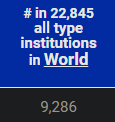 # in 22,845
all type
institutions
in World
9,286